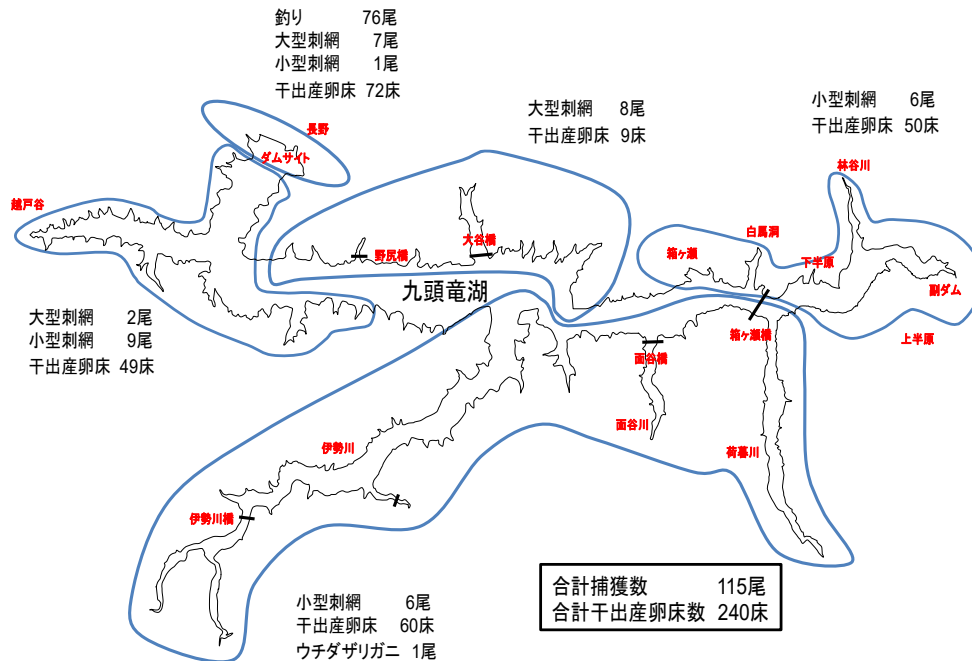 釣り 76尾
大型刺網 7尾
小型刺網 1尾
干出産卵床 72床
大型刺網 8尾
干出産卵床 9床
小型刺網 6尾
干出産卵床 50床
長野
ダムサイト
林谷川
越戸谷
白馬洞
野尻橋
大谷橋
箱ヶ瀬
下半原
九頭竜湖
副ダム
大型刺網 2尾
小型刺網 9尾
干出産卵床 49床
箱ヶ瀬橋
上半原
面谷橋
面谷川
伊勢川
荷暮川
伊勢川橋
小型刺網 6尾
干出産卵床 60床
ウチダザリガニ 1尾
合計捕獲数 115尾
合計干出産卵床数 240床